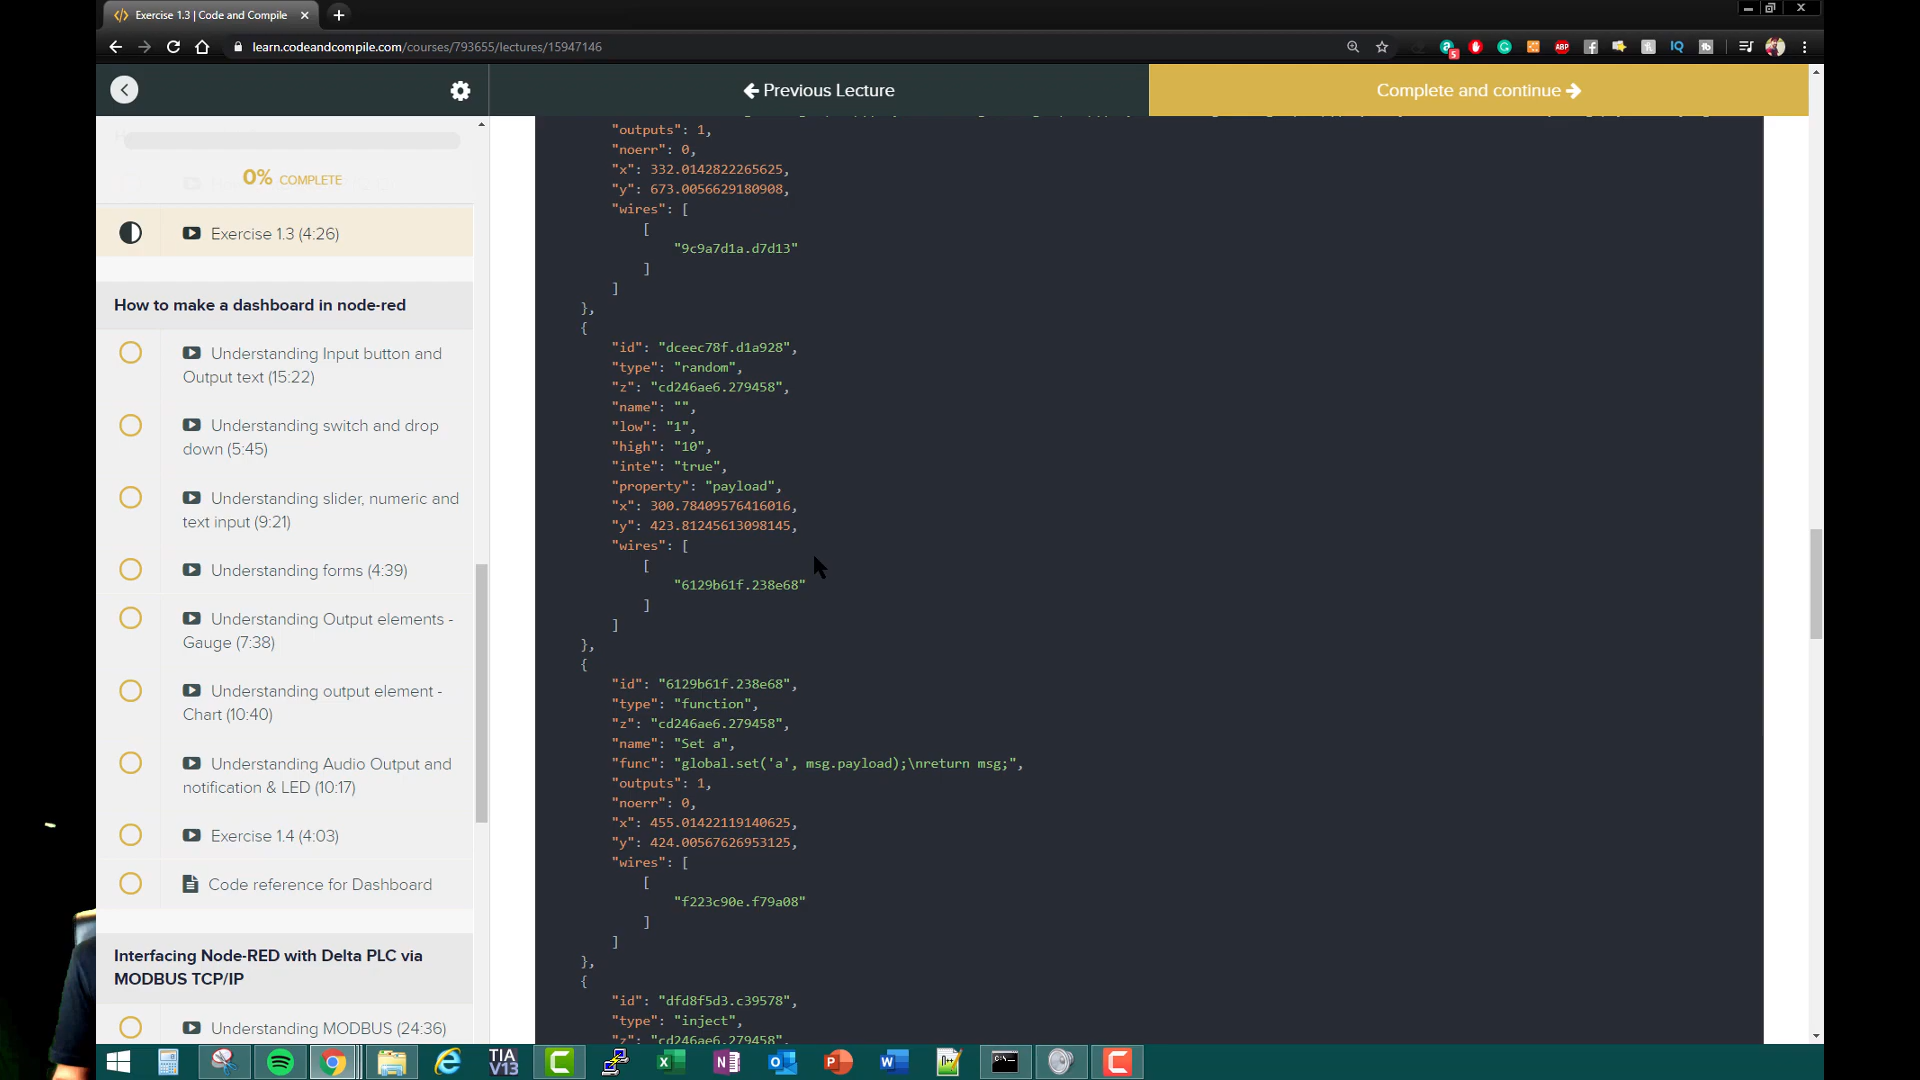 Exercise 1.3 | Code and Compile
learn.codeandcompile.com/courses/793655/lectures/15947146
Previous Lecture
Complete and continue
0% COMPLETE
Exercise 1.3 (4:26)
How to make a dashboard in node-red
Understanding Input button and
Output text (15:22)
Understanding switch and drop
down (5:45)
Understanding slider, numeric and
text input (9:21)
Understanding forms (4:39)
Understanding Output elements -
Gauge (7:38)
Understanding output element -
Chart (10:40)
Understanding Audio Output and
notification & LED (10:17)
Exercise 1.4 (4:03)
Code reference for Dashboard
Interfacing Node-RED with Delta PLC via
MODBUS TCP/IP
Understanding MODBUS (24:36)
"outputs": 1,
"noerr": 0,
"x": 332.0142822265625,
"y": 673.0056629180908,
"wires": [
[
"9c9a7d1a.d7d13"
]
]
},
{
"id": "dceec78f.d1a928",
"type": "random",
"z": "cd246ae6.279458",
"name": "",
"low": "1",
"high": "10",
"inte": "true",
"property": "payload",
"x": 300.78409576416016,
"y": 423.81245613098145,
"wires": [
[
"6129b61f.238e68"
]
]
},
{
"id": "6129b61f.238e68",
"type": "function",
"z": "cd246ae6.279458",
"name": "Set a",
"func": "global.set('a', msg.payload);\nreturn msg;",
"outputs": 1,
"noerr": 0,
"x": 455.01422119140625,
"y": 424.00567626953125,
"wires": [
[
"f223c90e.f79a08"
]
]
},
{
"id": "dfd8f5d3.c39578",
"type": "inject",
"z": "cd246ae6.279458",
TIA
V13